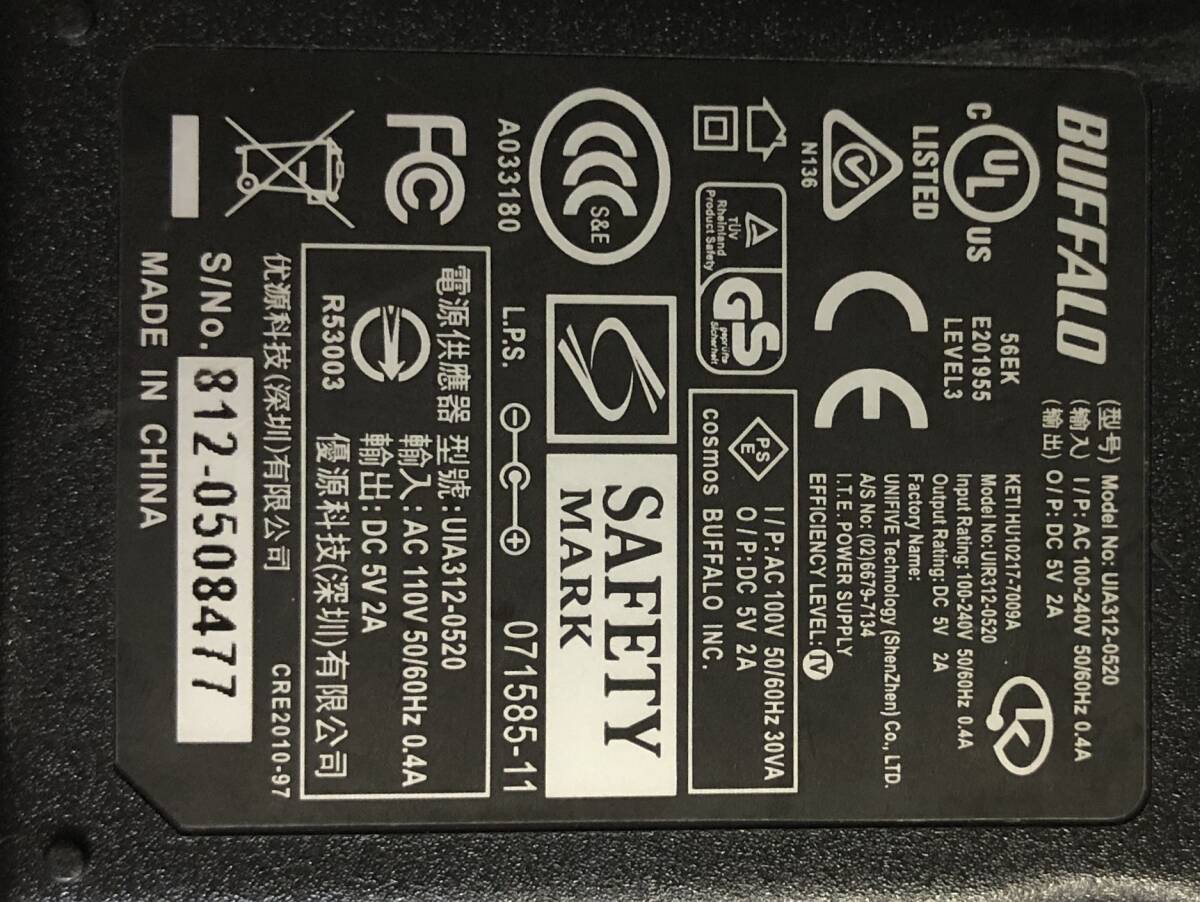 BUFFALO
(型号) Model No: UIA312-0520
(输入) I/P: AC 100-240V 50/60Hz 0.4A
(输出) O/P: DC 5V 2A
C UL US
LISTED
56EK
E201955
LEVEL3
KETI HU10217-7009A
Model No:UIR312-0520
Input Rating: 100-240V 50/60Hz 0.4A
Output Rating: DC 5V 2A
Factory Name:
UNIFIVE Technology (ShenZhen) Co., LTD.
A/S No: (02)6679-7134
I.T.E. POWER SUPPLY
EFFICIENCY LEVEL: IV
N136
CE
TÜV
Rheinland
Product Safety
GS
geprüfte
Sicherheit
PS
E
I/P: AC 100V 50/60Hz 30VA
O/P: DC 5V 2A
cosmos BUFFALO INC.
S&E
A033180
SAFETY
MARK
L.P.S.
071585-11
FC
電源供應器 型號:UIA312-0520
輸入:AC 110V 50/60Hz 0.4A
輸出:DC 5V 2A
R53003
優源科技(深圳)有限公司
优源科技(深圳)有限公司
CRE2010-97
S/No. 812-0508477
MADE IN CHINA